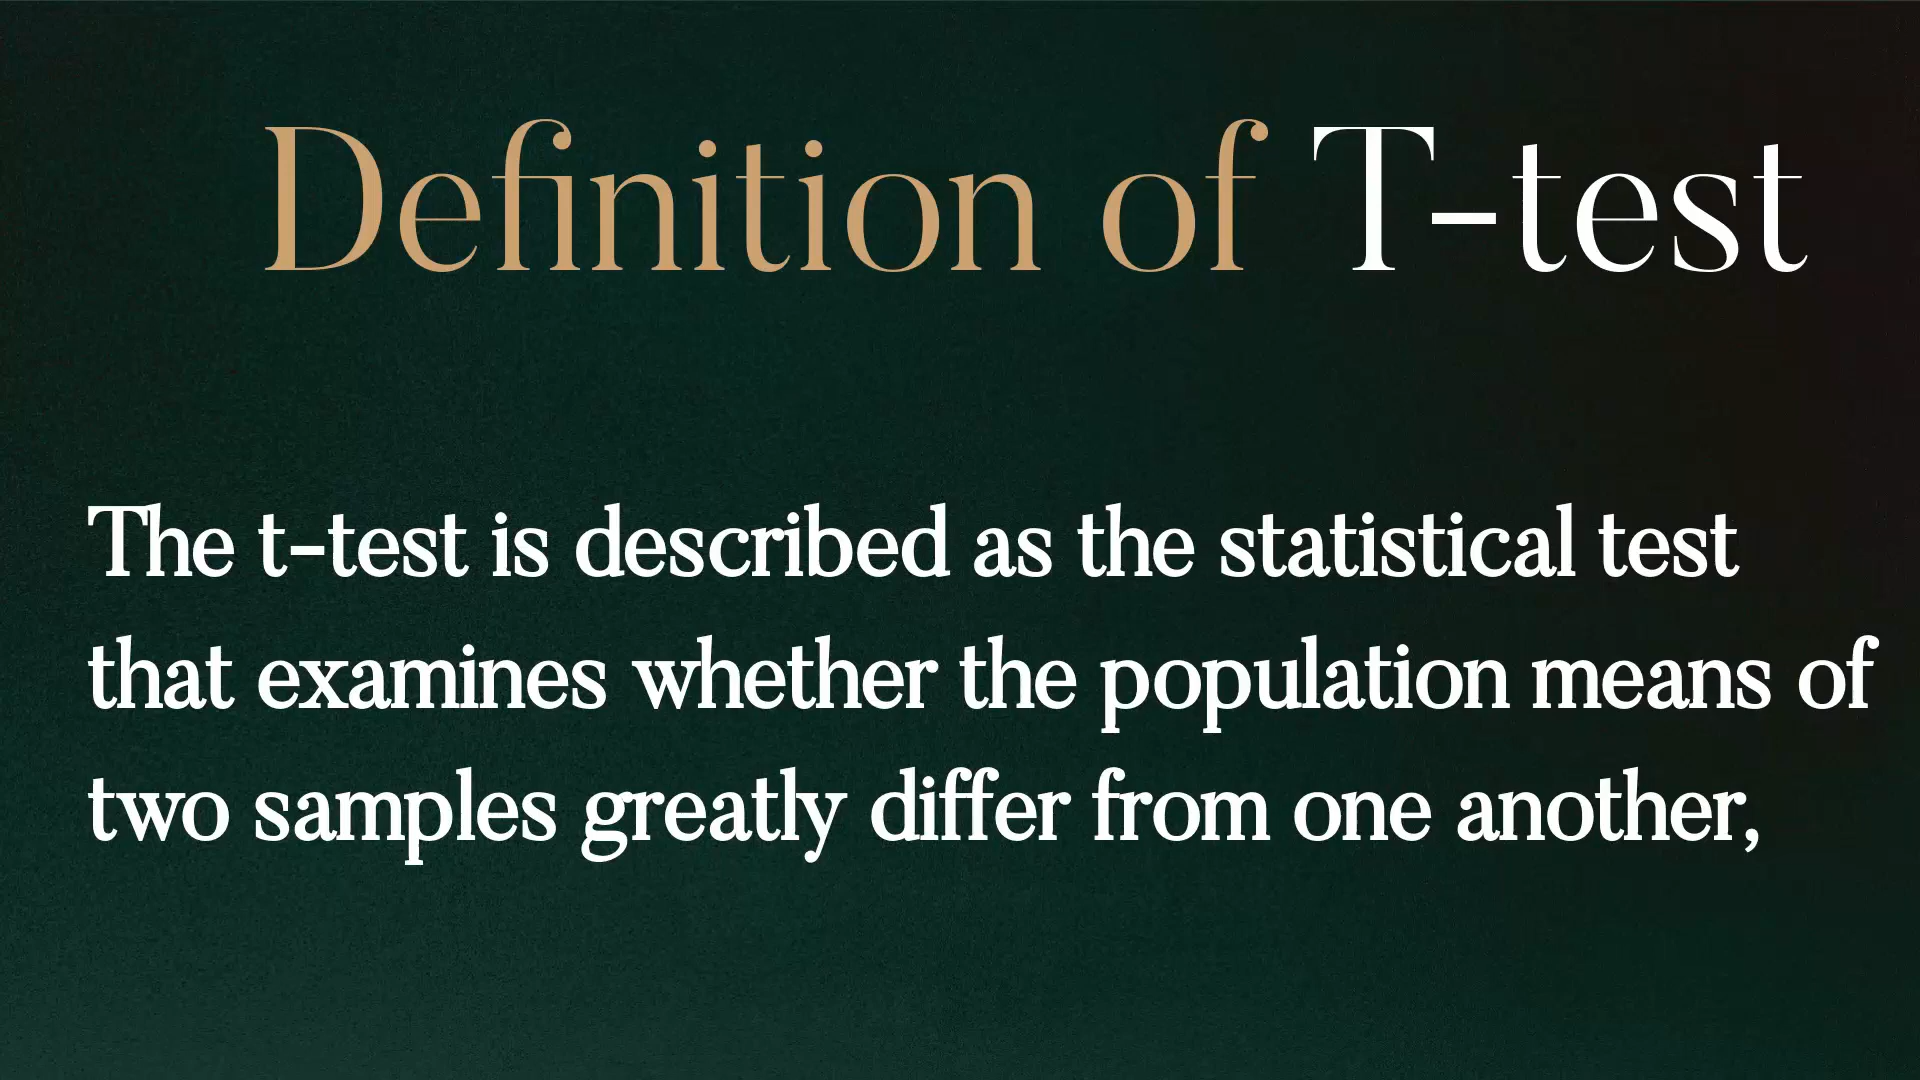 Definition of T-test
The t-test is described as the statistical test
that examines whether the population means of
two samples greatly differ from one another,